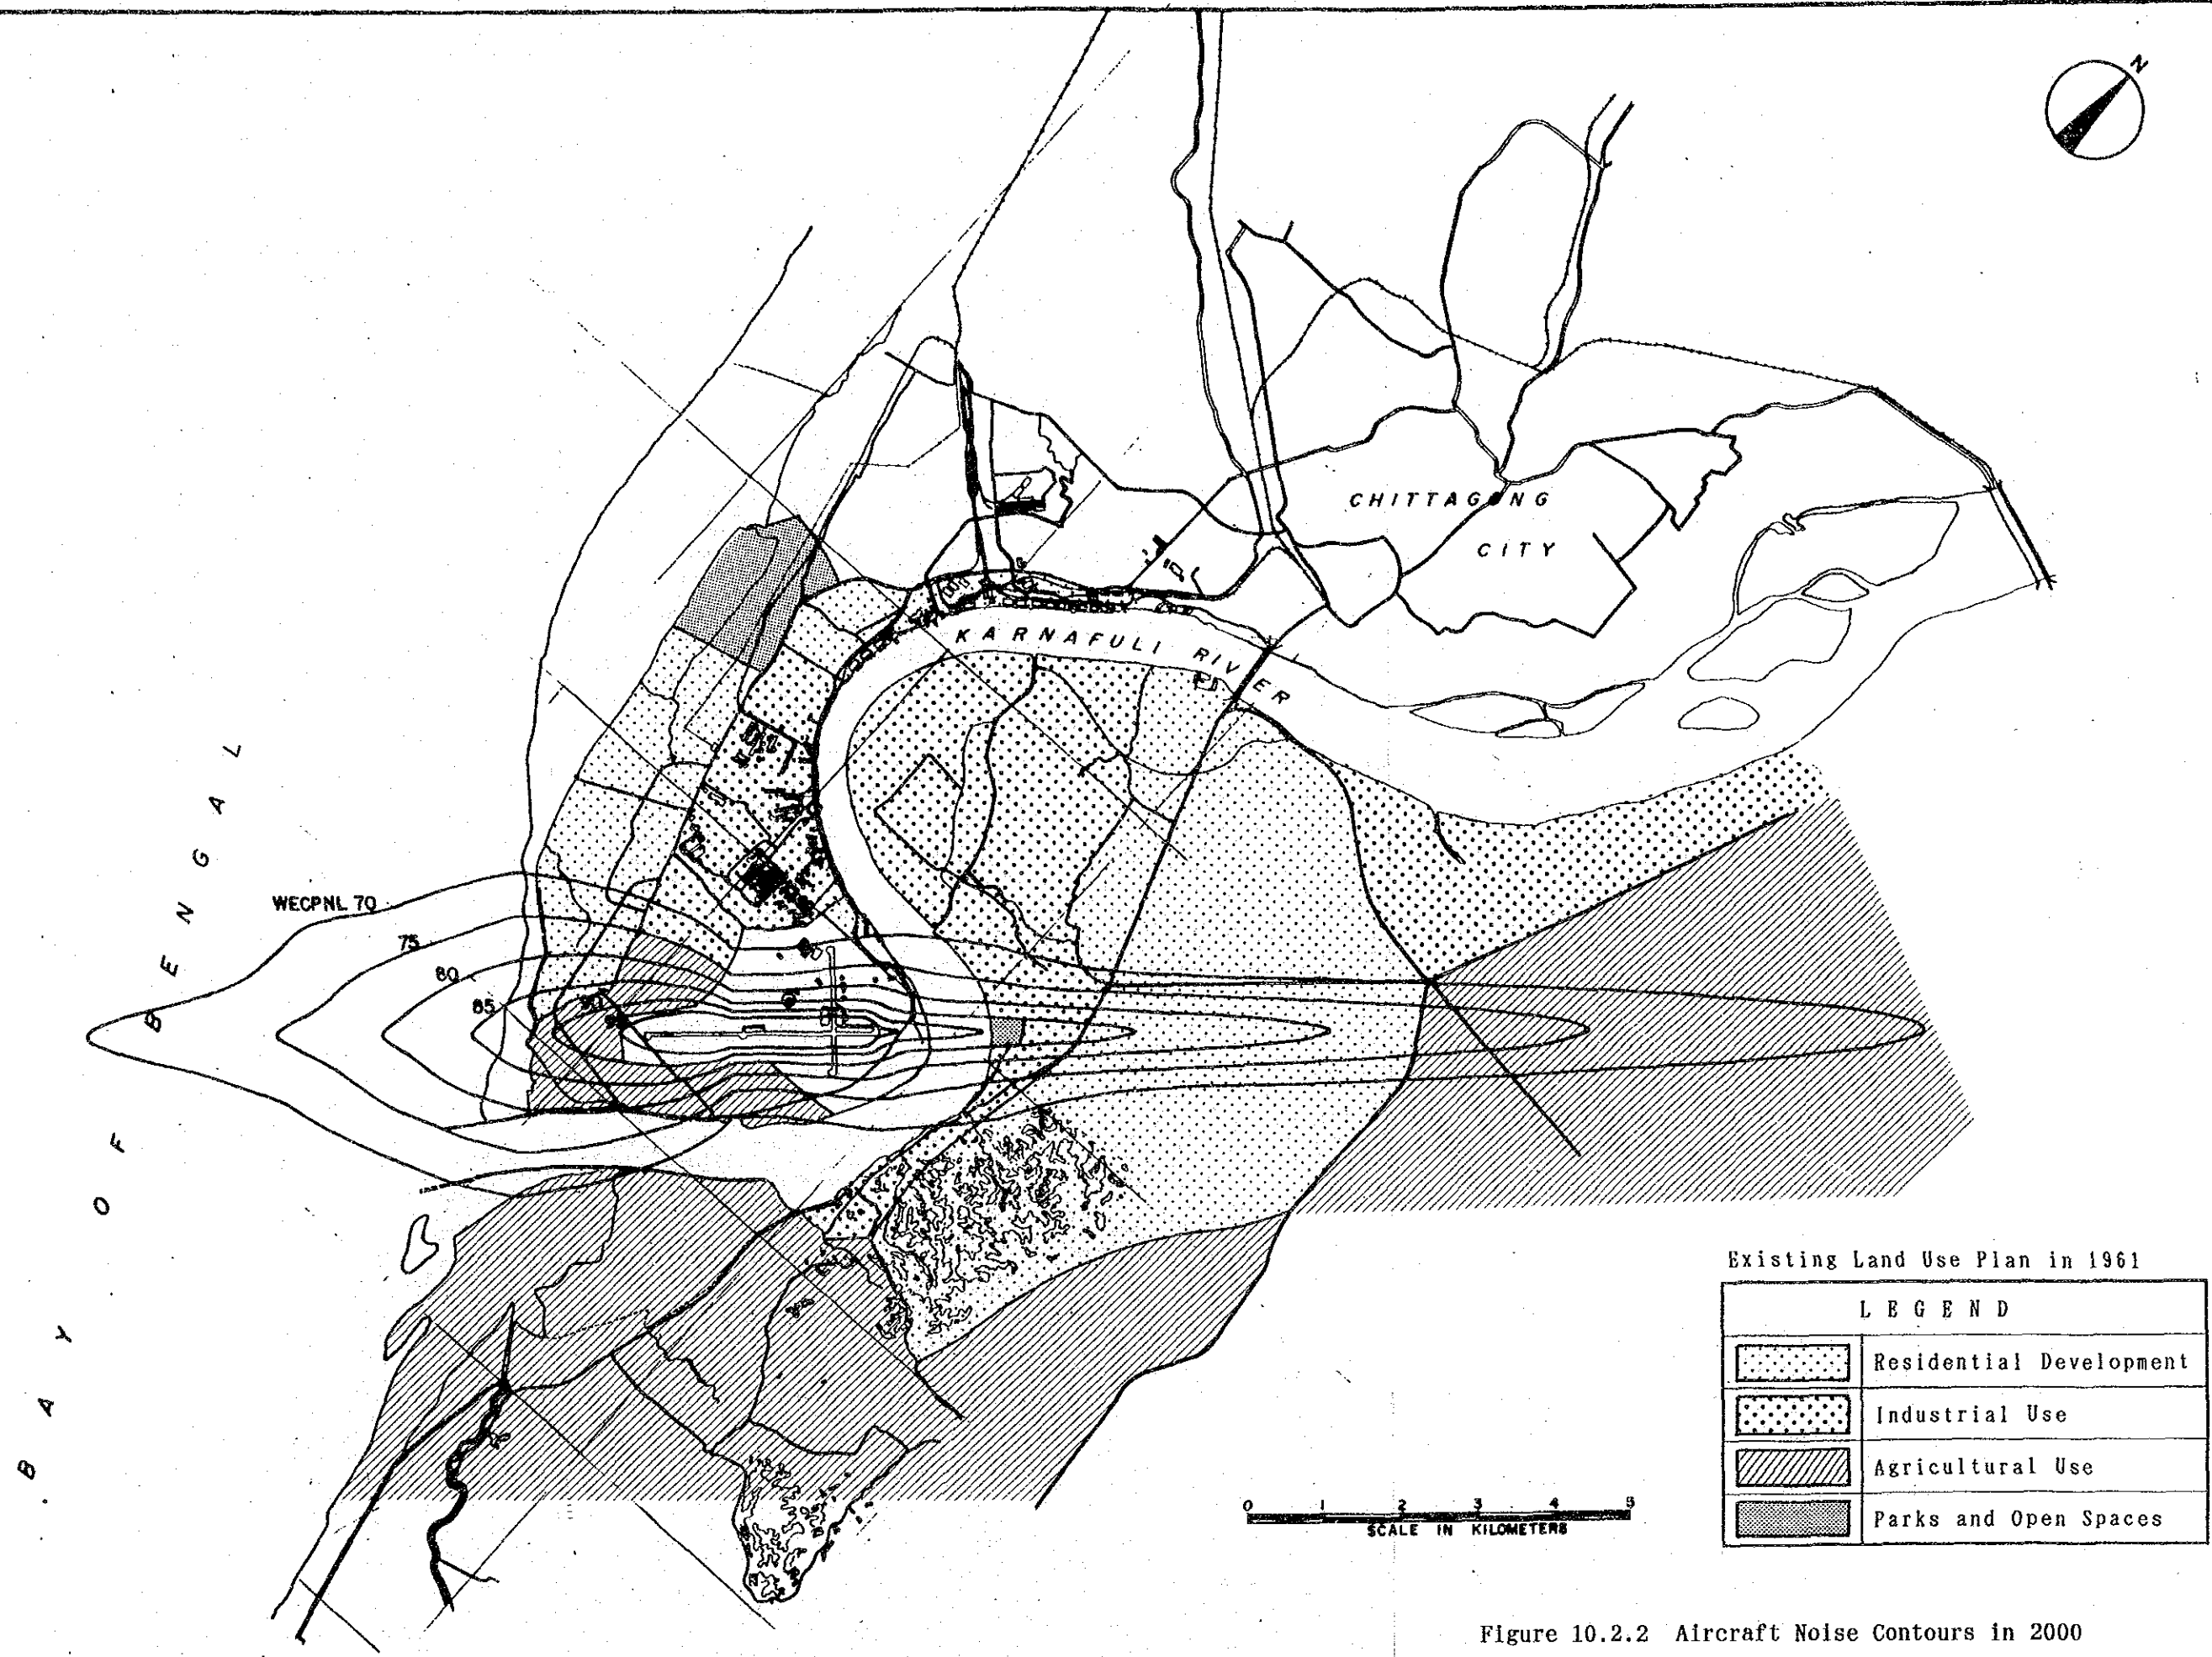 N
CHITTAGONG
CITY
KARNAFULI RIVER
BAY OF BENGAL
WECPNL 70
75
80
85
90
Existing Land Use Plan in 1961
LEGEND
Residential Development
Industrial Use
Agricultural Use
Parks and Open Spaces
0 1 2 3 4 5
SCALE IN KILOMETERS
Figure 10.2.2 Aircraft Noise Contours in 2000